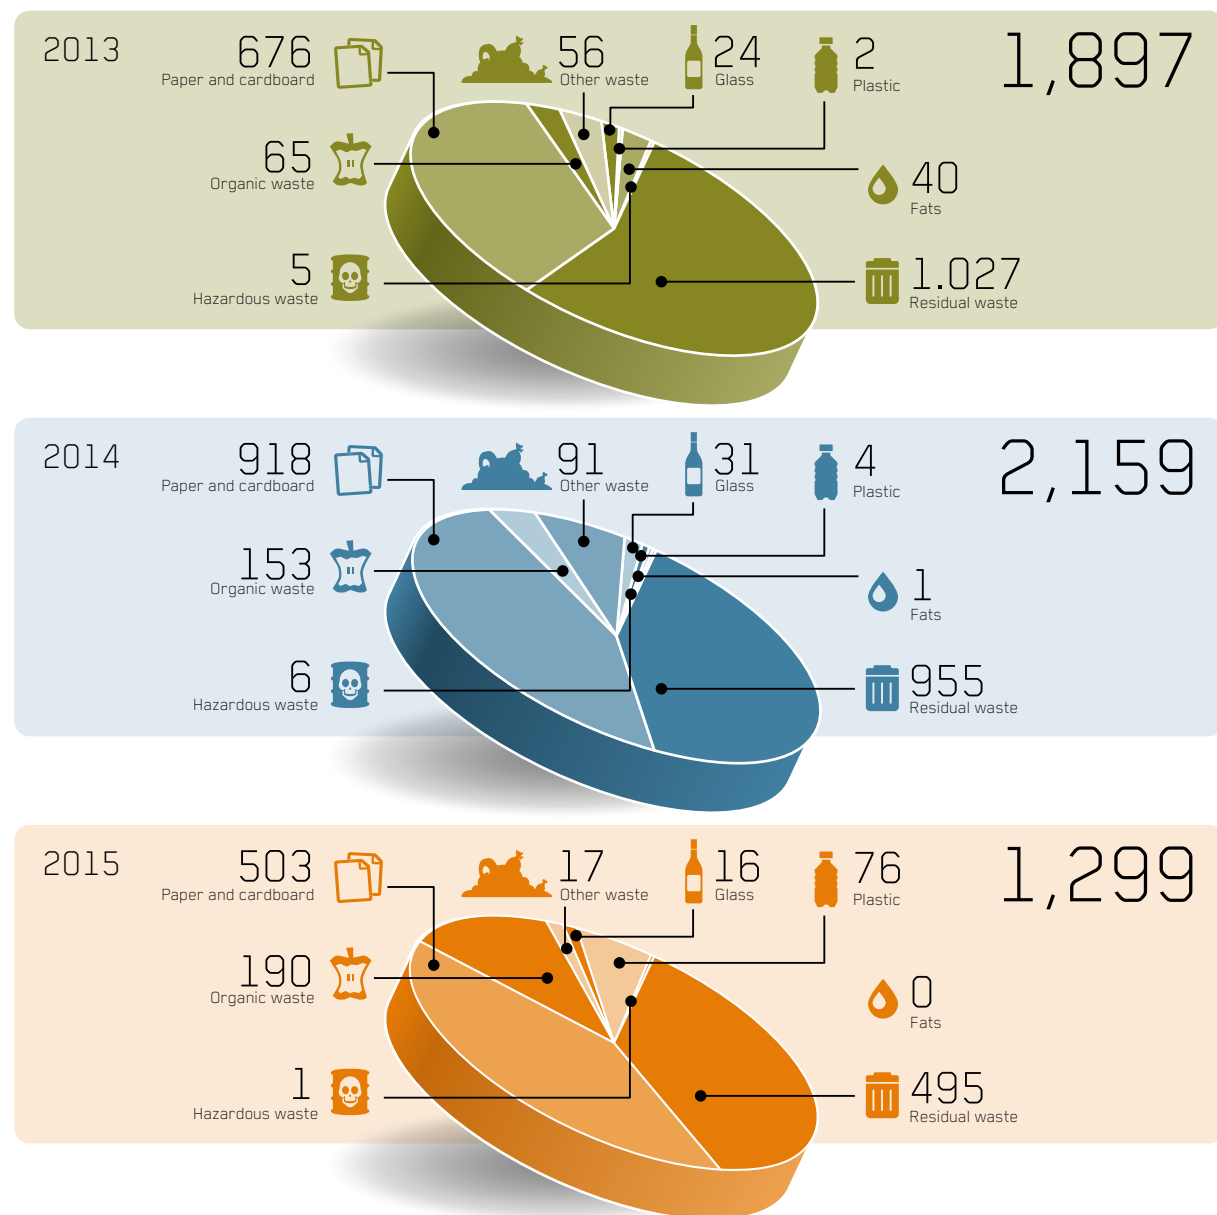 2013
676
Paper and cardboard
56
Other waste
24
Glass
2
Plastic
1,897
65
Organic waste
40
Fats
5
Hazardous waste
1.027
Residual waste
2014
918
Paper and cardboard
91
Other waste
31
Glass
4
Plastic
2,159
153
Organic waste
1
Fats
6
Hazardous waste
955
Residual waste
2015
503
Paper and cardboard
17
Other waste
16
Glass
76
Plastic
1,299
190
Organic waste
0
Fats
1
Hazardous waste
495
Residual waste